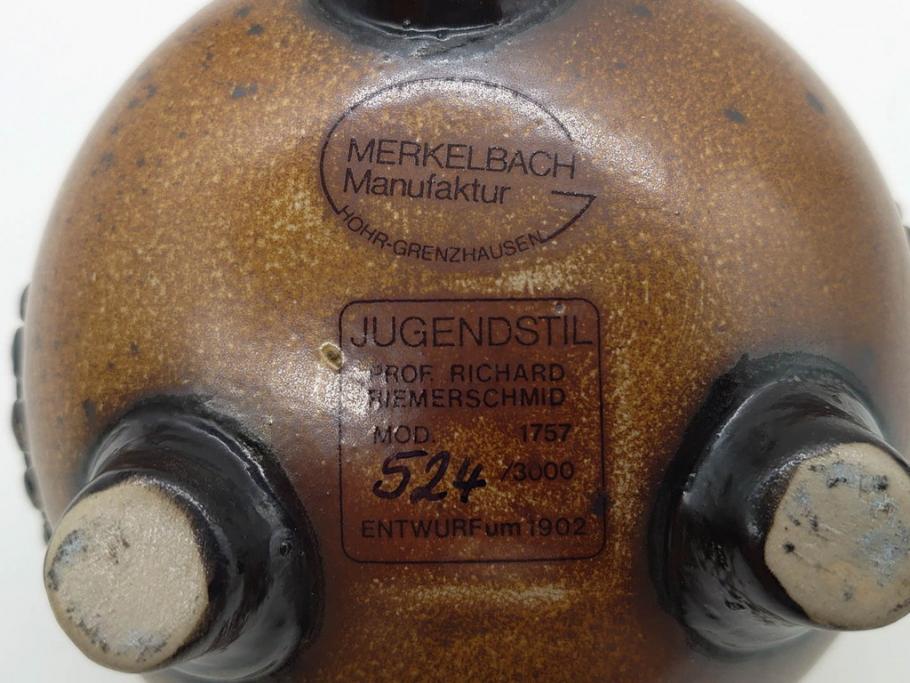 MERKELBACH
Manufaktur
HÖHR-GRENZHAUSEN
JUGENDSTIL
PROF. RICHARD
RIEMERSCHMID
MOD. 1757
524 /3000
ENTWURF um 1902